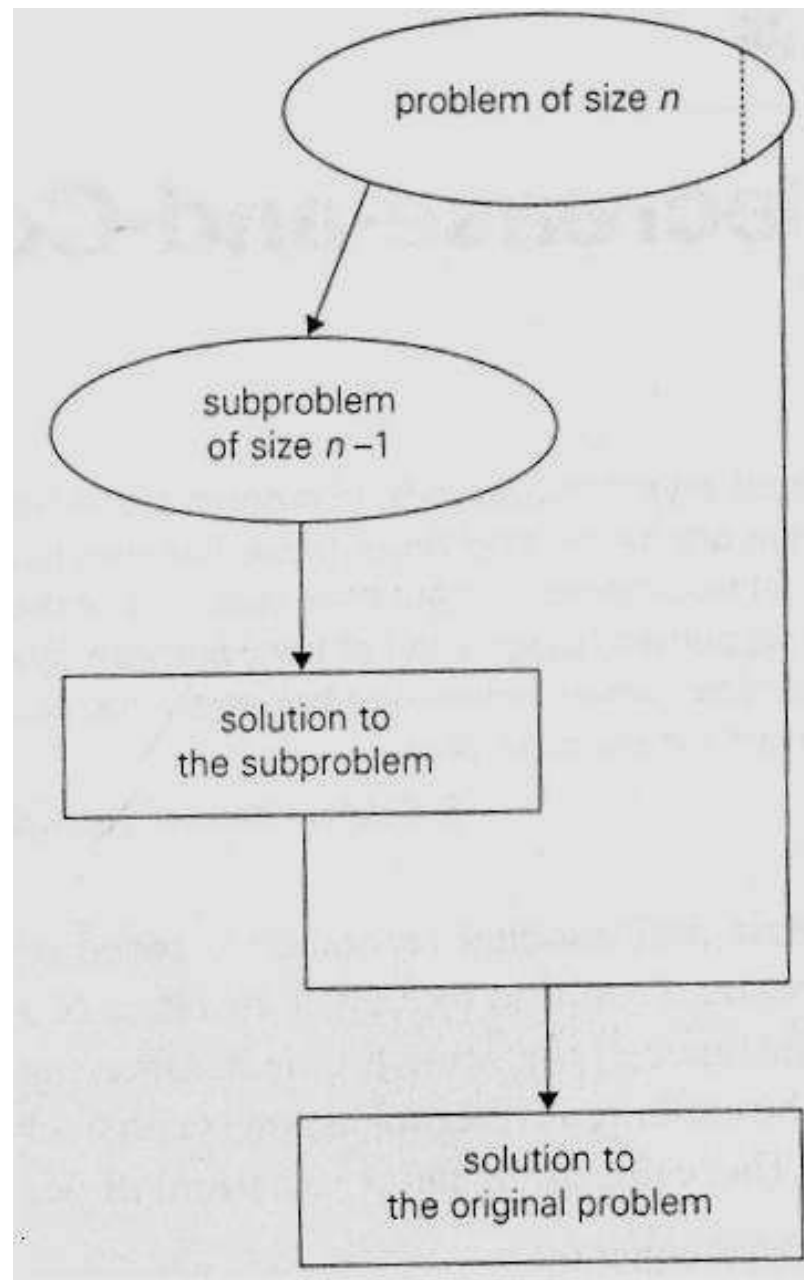 problem of size n
subproblem
of size n–1
solution to
the subproblem
solution to
the original problem